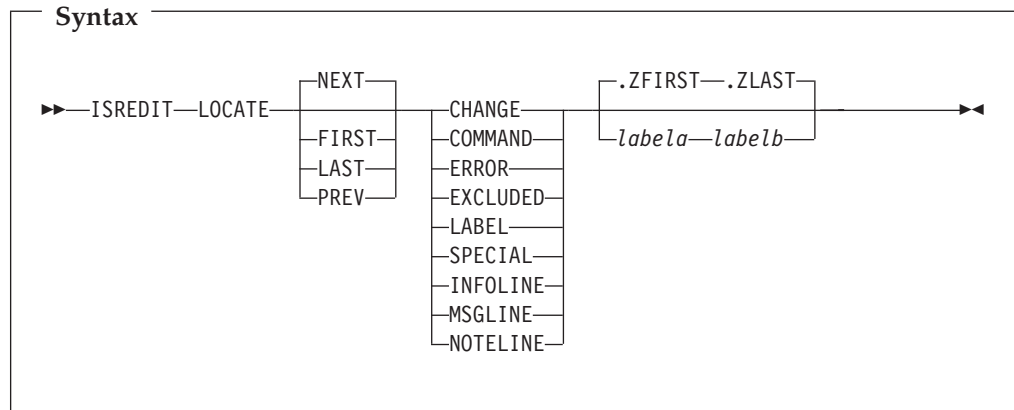 Syntax
NEXT .ZFIRST .ZLAST
ISREDIT LOCATE CHANGE
FIRST COMMAND labela labelb
LAST ERROR
PREV EXCLUDED
LABEL
SPECIAL
INFOLINE
MSGLINE
NOTELINE